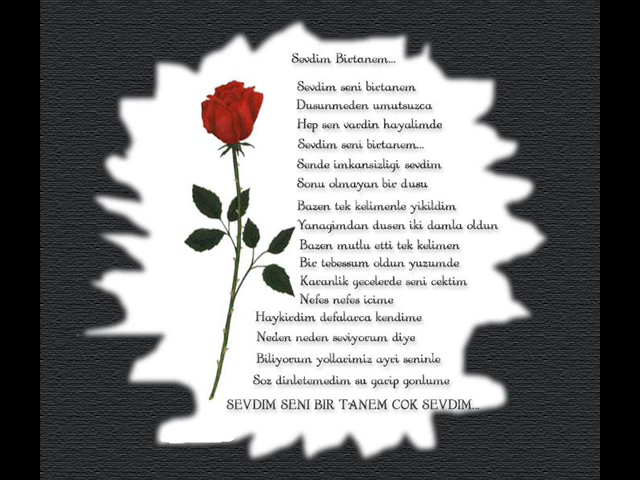 Sevdim Birtanem...
Sevdim seni birtanem
Dusunmeden umutsuzca
Hep sen vardin hayalimde
Sevdim seni birtanem...
Sende imkansizligi sevdim
Sonu olmayan bir dusu
Bazen tek kelimenle yikildim
Yanagimdan dusen iki damla oldun
Bazen mutlu etti tek kelimen
Bir tebessum oldun yuzumde
Karanlik gecelerde seni cektim
Nefes nefes icime
Haykirdim defalarca kendime
Neden neden seviyorum diye
Biliyorum yollarimiz ayri seninle
Soz dinletemedim su garip gonlume
SEVDIM SENI BIR TANEM COK SEVDIM...